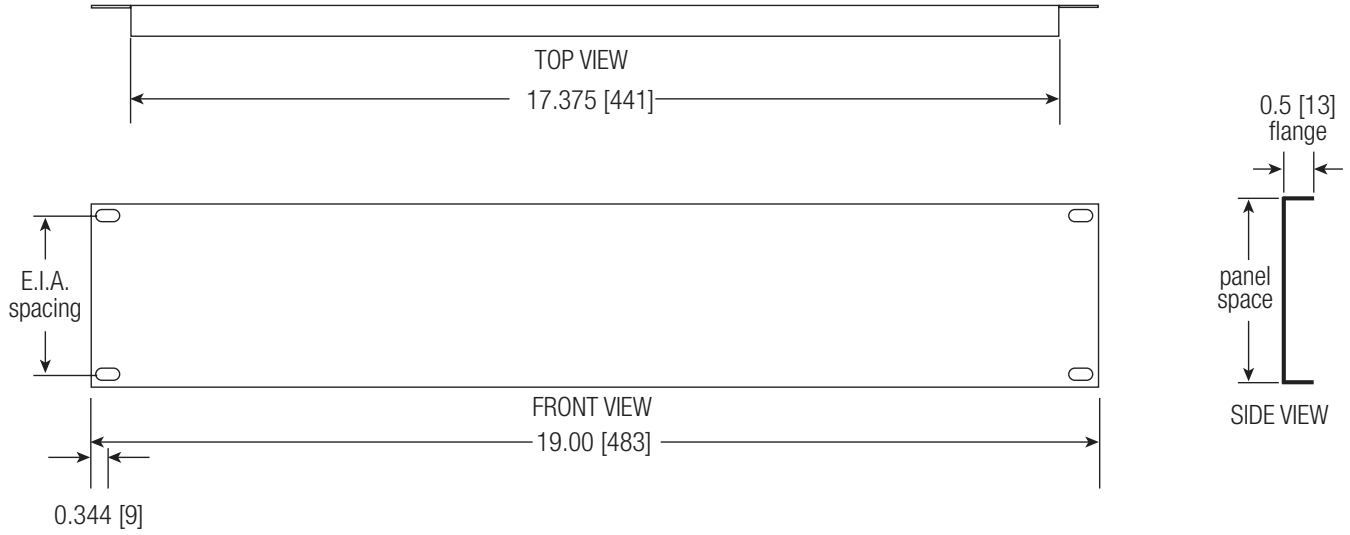 TOP VIEW
17.375 [441]
0.5 [13]
flange
E.I.A.
spacing
panel
space
FRONT VIEW
19.00 [483]
SIDE VIEW
0.344 [9]